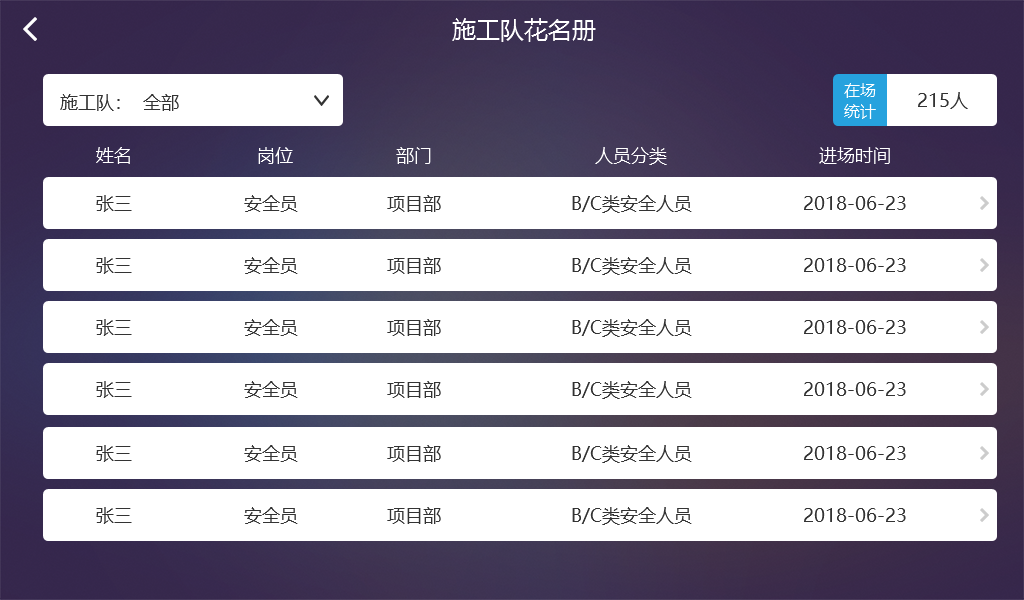 施工队花名册
施工队： 全部
在场
统计
215人
姓名 岗位 部门 人员分类 进场时间
张三 安全员 项目部 B/C类安全人员 2018-06-23
张三 安全员 项目部 B/C类安全人员 2018-06-23
张三 安全员 项目部 B/C类安全人员 2018-06-23
张三 安全员 项目部 B/C类安全人员 2018-06-23
张三 安全员 项目部 B/C类安全人员 2018-06-23
张三 安全员 项目部 B/C类安全人员 2018-06-23